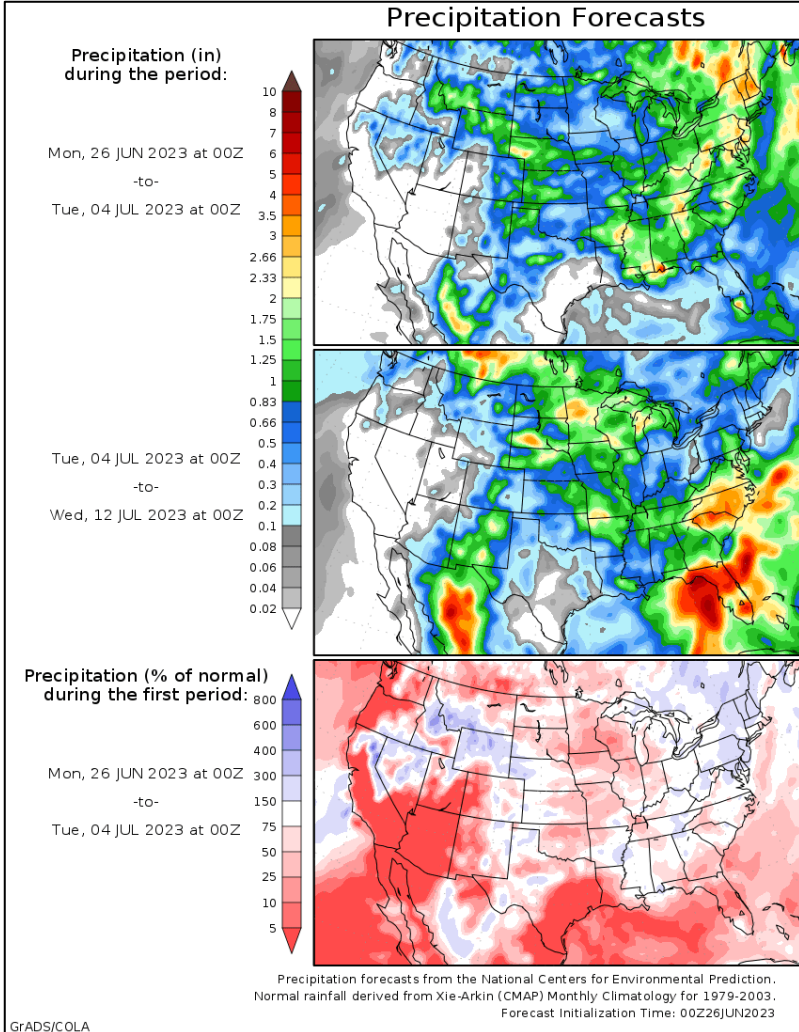 Precipitation Forecasts
Precipitation (in)
during the period:
Mon, 26 JUN 2023 at 00Z
-to-
Tue, 04 JUL 2023 at 00Z
10
8
7
6
5
4
3.5
3
2.66
2.33
2
1.75
1.5
1.25
1
0.83
0.66
0.5
0.4
0.3
0.2
0.1
0.08
0.06
0.04
0.02
Tue, 04 JUL 2023 at 00Z
-to-
Wed, 12 JUL 2023 at 00Z
Precipitation (% of normal)
during the first period:
Mon, 26 JUN 2023 at 00Z
-to-
Tue, 04 JUL 2023 at 00Z
800
600
400
300
150
75
50
25
10
5
Precipitation forecasts from the National Centers for Environmental Prediction.
Normal rainfall derived from Xie-Arkin (CMAP) Monthly Climatology for 1979-2003.
Forecast Initialization Time: 00Z26JUN2023
GrADS/COLA